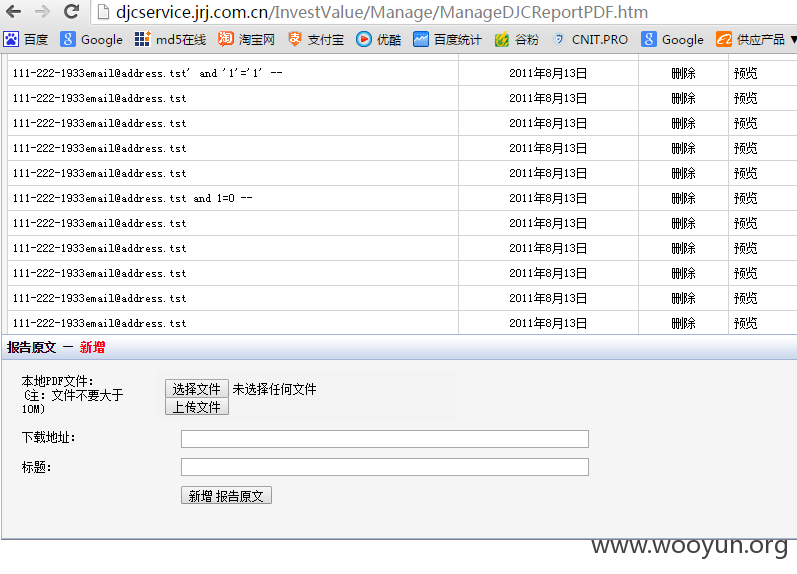 djcservice.jrj.com.cn/InvestValue/Manage/ManageDJCReportPDF.htm
百度 Google md5在线 淘宝网 支付宝 优酷 百度统计 谷粉 CNIT.PRO Google 供应产品
111-222-1933email@address.tst' and '1'='1' -- 2011年8月13日 删除 预览
111-222-1933email@address.tst 2011年8月13日 删除 预览
111-222-1933email@address.tst 2011年8月13日 删除 预览
111-222-1933email@address.tst 2011年8月13日 删除 预览
111-222-1933email@address.tst 2011年8月13日 删除 预览
111-222-1933email@address.tst and 1=0 -- 2011年8月13日 删除 预览
111-222-1933email@address.tst 2011年8月13日 删除 预览
111-222-1933email@address.tst 2011年8月13日 删除 预览
111-222-1933email@address.tst 2011年8月13日 删除 预览
111-222-1933email@address.tst 2011年8月13日 删除 预览
111-222-1933email@address.tst 2011年8月13日 删除 预览
报告原文 － 新增
本地PDF文件:
(注: 文件不要大于
10M)
选择文件 未选择任何文件
上传文件
下载地址:
标题:
新增 报告原文
www.wooyun.org